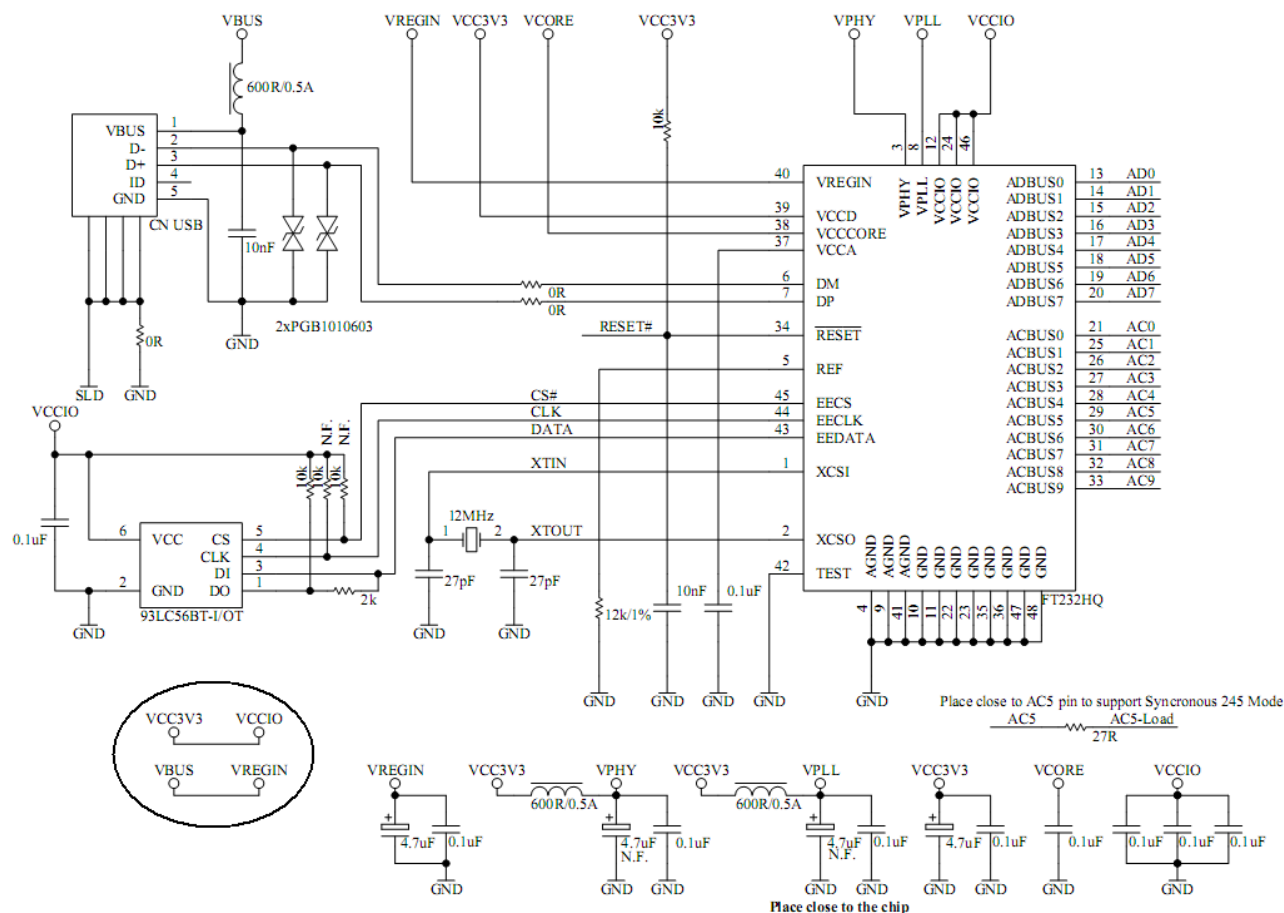 VBUS
VREGIN
VCC3V3
VCORE
VCC3V3
VPHY
VPLL
VCCIO
600R/0.5A
10k
VBUS 1
D- 2
D+ 3
ID 4
GND 5
CN USB
10nF
2xPGB1010603
GND
0R
SLD
GND
0R
0R
RESET#
CS#
CLK
DATA
XTIN
XTOUT
3 VPHY
8 VPLL
12 VCCIO
24 VCCIO
46 VCCIO
40 VREGIN
39 VCCD
38 VCCCORE
37 VCCA
6 DM
7 DP
34 RESET
5 REF
45 EECS
44 EECLK
43 EEDATA
1 XCSI
2 XCSO
42 TEST
ADBUS0 13 AD0
ADBUS1 14 AD1
ADBUS2 15 AD2
ADBUS3 16 AD3
ADBUS4 17 AD4
ADBUS5 18 AD5
ADBUS6 19 AD6
ADBUS7 20 AD7
ACBUS0 21 AC0
ACBUS1 25 AC1
ACBUS2 26 AC2
ACBUS3 27 AC3
ACBUS4 28 AC4
ACBUS5 29 AC5
ACBUS6 30 AC6
ACBUS7 31 AC7
ACBUS8 32 AC8
ACBUS9 33 AC9
AGND 4
AGND 9
AGND 41
GND 10
GND 11
GND 22
GND 23
GND 35
GND 36
GND 47
GND 48
FT232HQ
GND
VCCIO
0.1uF
10k
10k N.F.
10k N.F.
6 VCC
2 GND
CS 5
CLK 4
DI 3
DO 1
93LC56BT-I/OT
2k
GND
12MHz
1 2
27pF
27pF
GND
GND
12k/1%
10nF
0.1uF
GND
GND
GND
GND
Place close to AC5 pin to support Syncronous 245 Mode
AC5 AC5-Load
27R
VCC3V3 VCCIO
VBUS VREGIN
VREGIN
4.7uF
0.1uF
GND
VCC3V3
600R/0.5A
VPHY
4.7uF
N.F.
0.1uF
GND
GND
VCC3V3
600R/0.5A
VPLL
4.7uF
N.F.
0.1uF
GND
GND
VCC3V3
4.7uF
0.1uF
GND
GND
VCORE
0.1uF
GND
VCCIO
0.1uF
0.1uF
0.1uF
GND
Place close to the chip